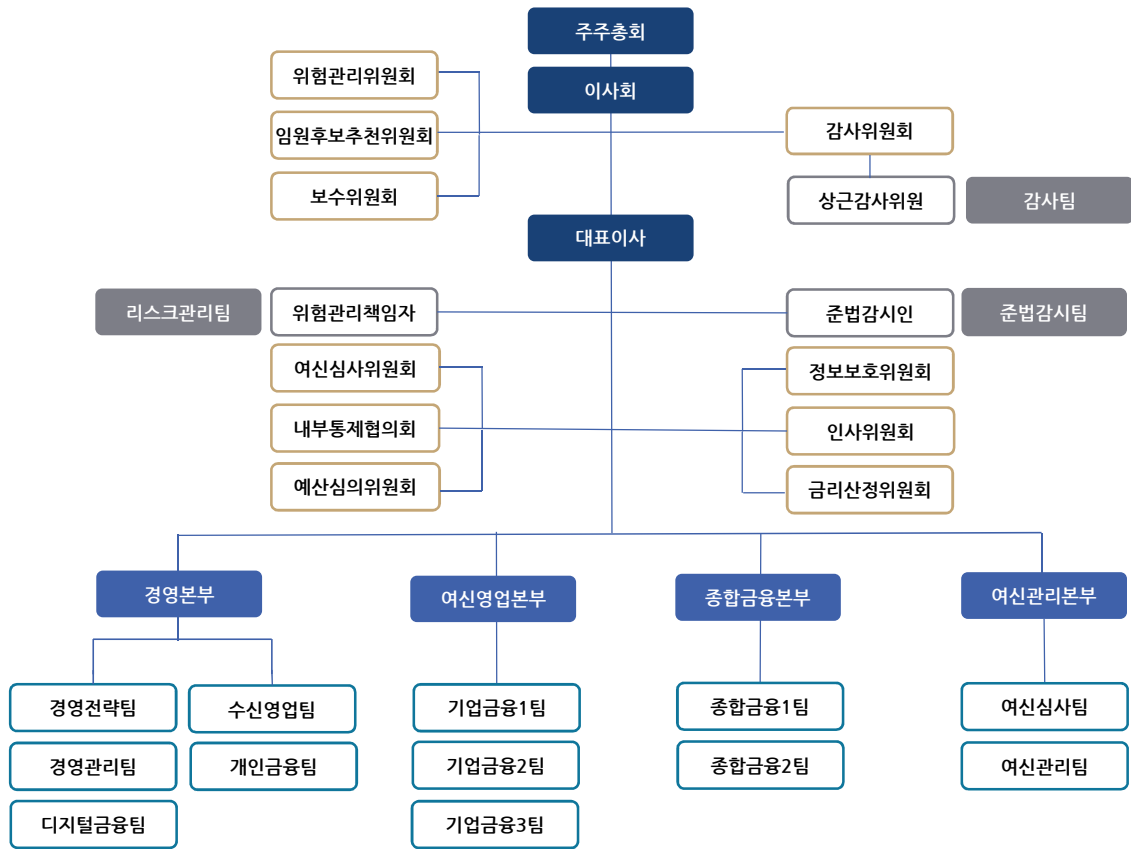 주주총회
이사회
위험관리위원회
임원후보추천위원회
보수위원회
감사위원회
상근감사위원
감사팀
대표이사
리스크관리팀
위험관리책임자
준법감시인
준법감시팀
여신심사위원회
내부통제협의회
예산심의위원회
정보보호위원회
인사위원회
금리산정위원회
경영본부
여신영업본부
종합금융본부
여신관리본부
경영전략팀
수신영업팀
기업금융1팀
종합금융1팀
여신심사팀
경영관리팀
개인금융팀
기업금융2팀
종합금융2팀
여신관리팀
디지털금융팀
기업금융3팀